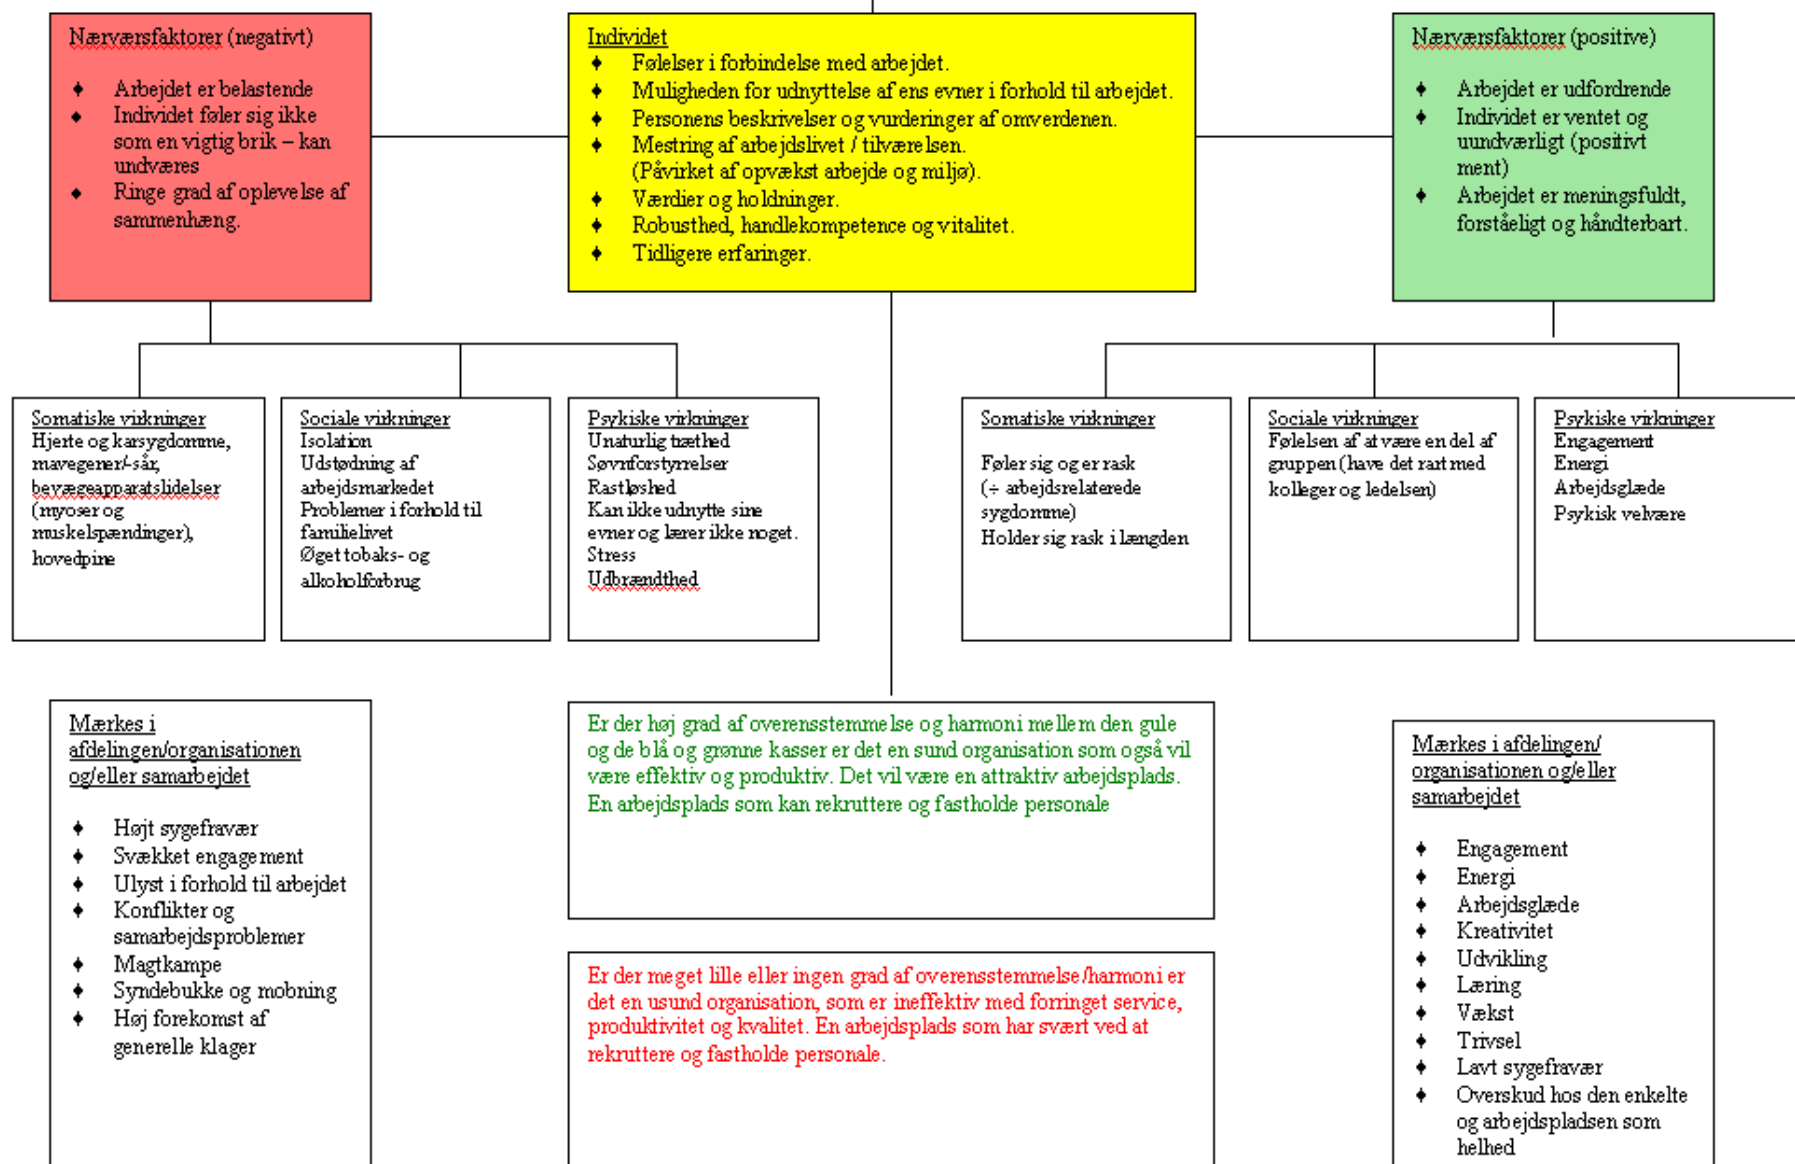 Nærværsfaktorer (negativt)
♦ Arbejdet er belastende
♦ Individet føler sig ikke
som en vigtig brik – kan
undværes
♦ Ringe grad af oplevelse af
sammenhæng.
Individet
♦ Følelser i forbindelse med arbejdet.
♦ Muligheden for udnyttelse af ens evner i forhold til arbejdet.
♦ Personens beskrivelser og vurderinger af omverdenen.
♦ Mestring af arbejdslivet / tilværelsen.
(Påvirket af opvækst arbejde og miljø).
♦ Værdier og holdninger.
♦ Robusthed, handlekompetence og vitalitet.
♦ Tidligere erfaringer.
Nærværsfaktorer (positive)
♦ Arbejdet er udfordrende
♦ Individet er ventet og
uundværligt (positivt
ment)
♦ Arbejdet er meningsfuldt,
forståeligt og håndterbart.
Somatiske virkninger
Hjerte og karsygdomme,
mavegener/-sår,
bevægeapparatslidelser
(myoser og
muskelspændinger),
hovedpine
Sociale virkninger
Isolation
Udstødning af
arbejdsmarkedet
Problemer i forhold til
familielivet
Øget tobaks- og
alkoholforbrug
Psykiske virkninger
Unaturlig træthed
Søvnforstyrrelser
Rastløshed
Kan ikke udnytte sine
evner og lærer ikke noget.
Stress
Udbrændthed
Somatiske virkninger
Føler sig og er rask
(÷ arbejdsrelaterede
sygdomme)
Holder sig rask i længden
Sociale virkninger
Følelsen af at være en del af
gruppen (have det rart med
kolleger og ledelsen)
Psykiske virkninger
Engagement
Energi
Arbejdsglæde
Psykisk velvære
Mærkes i
afdelingen/organisationen
og/eller samarbejdet
♦ Højt sygefravær
♦ Svækket engagement
♦ Ulyst i forhold til arbejdet
♦ Konflikter og
samarbejdsproblemer
♦ Magtkampe
♦ Syndebukke og mobning
♦ Høj forekomst af
generelle klager
Er der høj grad af overensstemmelse og harmoni mellem den gule
og de blå og grønne kasser er det en sund organisation som også vil
være effektiv og produktiv. Det vil være en attraktiv arbejdsplads.
En arbejdsplads som kan rekruttere og fastholde personale
Er der meget lille eller ingen grad af overensstemmelse/harmoni er
det en usund organisation, som er ineffektiv med forringet service,
produktivitet og kvalitet. En arbejdsplads som har svært ved at
rekruttere og fastholde personale.
Mærkes i afdelingen/
organisationen og/eller
samarbejdet
♦ Engagement
♦ Energi
♦ Arbejdsglæde
♦ Kreativitet
♦ Udvikling
♦ Læring
♦ Vækst
♦ Trivsel
♦ Lavt sygefravær
♦ Overskud hos den enkelte
og arbejdspladsen som
helhed